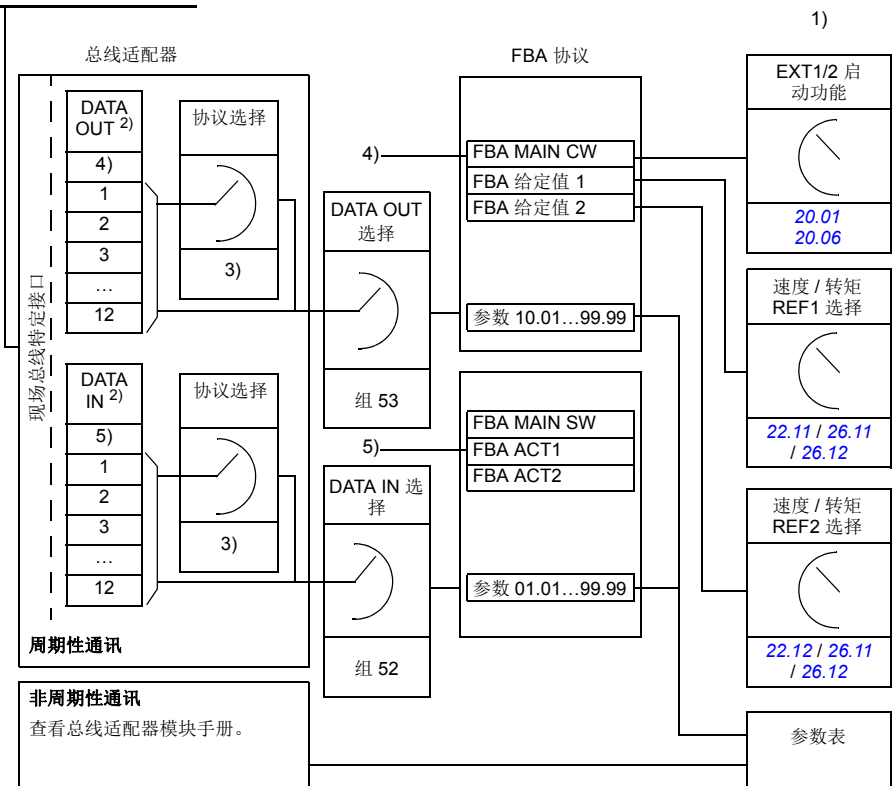 1)
总线适配器
现场总线特定接口
DATA
OUT 2)
4)
1
2
3
…
12
协议选择
3)
DATA
IN 2)
5)
1
2
3
…
12
协议选择
3)
周期性通讯
4)
DATA OUT
选择
组 53
5)
DATA IN 选
择
组 52
FBA 协议
FBA MAIN CW
FBA 给定值 1
FBA 给定值 2
参数 10.01…99.99
FBA MAIN SW
FBA ACT1
FBA ACT2
参数 01.01…99.99
EXT1/2 启
动功能
20.01
20.06
速度 / 转矩
REF1 选择
22.11 / 26.11
/ 26.12
速度 / 转矩
REF2 选择
22.12 / 26.11
/ 26.12
非周期性通讯
查看总线适配器模块手册。
参数表